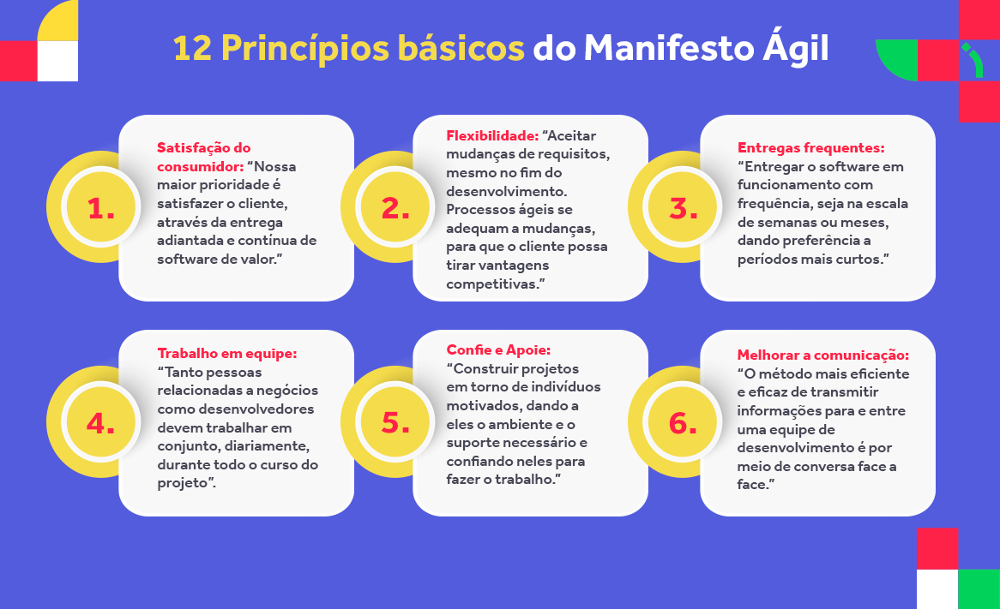 12 Princípios básicos do Manifesto Ágil
1.
Satisfação do
consumidor: “Nossa
maior prioridade é
satisfazer o cliente,
através da entrega
adiantada e contínua de
software de valor.”
2.
Flexibilidade: “Aceitar
mudanças de requisitos,
mesmo no fim do
desenvolvimento.
Processos ágeis se
adequam a mudanças,
para que o cliente possa
tirar vantagens
competitivas.”
3.
Entregas frequentes:
“Entregar o software em
funcionamento com
frequência, seja na escala
de semanas ou meses,
dando preferência a
períodos mais curtos.”
4.
Trabalho em equipe:
“Tanto pessoas
relacionadas a negócios
como desenvolvedores
devem trabalhar em
conjunto, diariamente,
durante todo o curso do
projeto”.
5.
Confie e Apoie:
“Construir projetos
em torno de indivíduos
motivados, dando a
eles o ambiente e o
suporte necessário e
confiando neles para
fazer o trabalho.”
6.
Melhorar a comunicação:
“O método mais eficiente
e eficaz de transmitir
informações para e entre
uma equipe de
desenvolvimento é por
meio de conversa face a
face.”